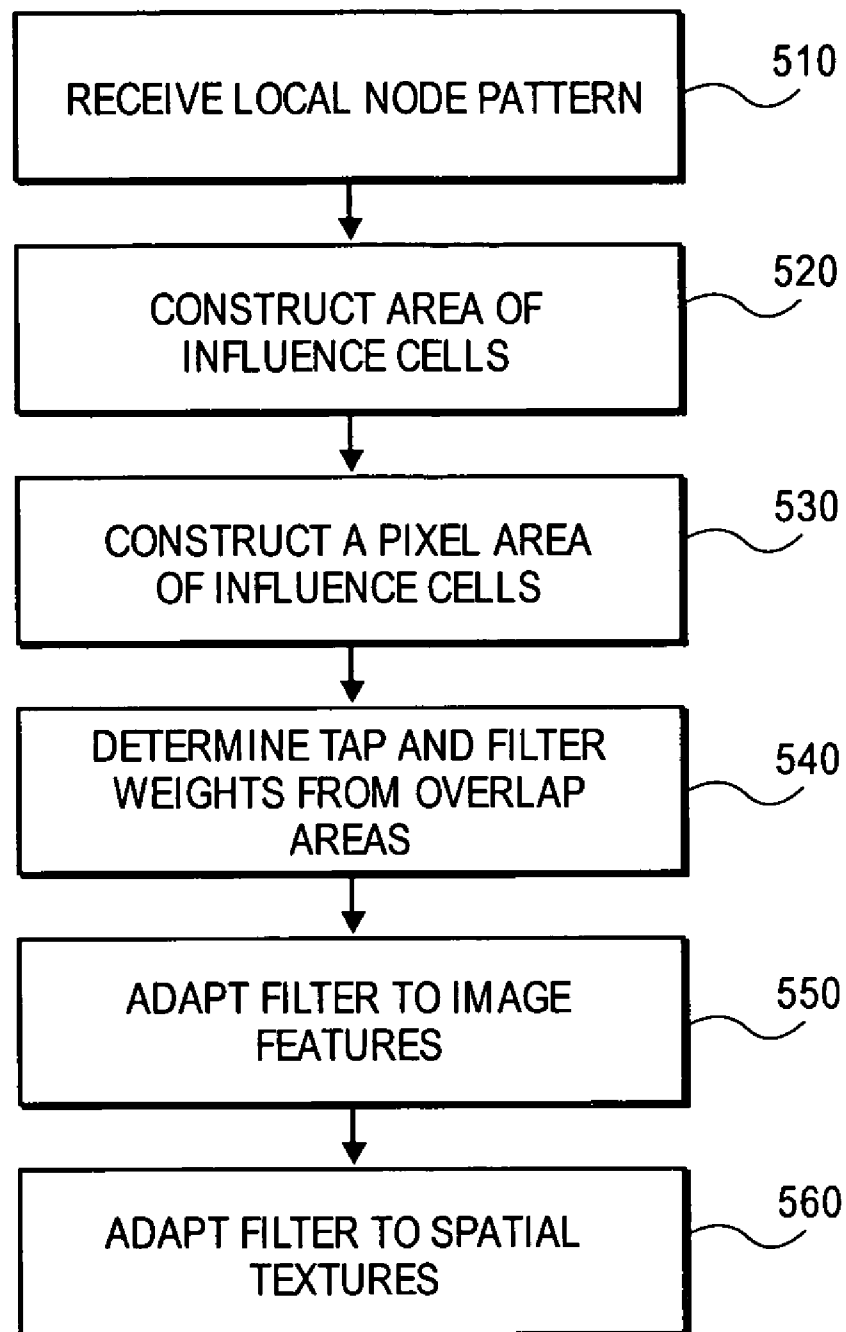 RECEIVE LOCAL NODE PATTERN
510
CONSTRUCT AREA OF
INFLUENCE CELLS
520
CONSTRUCT A PIXEL AREA
OF INFLUENCE CELLS
530
DETERMINE TAP AND FILTER
WEIGHTS FROM OVERLAP
AREAS
540
ADAPT FILTER TO IMAGE
FEATURES
550
ADAPT FILTER TO SPATIAL
TEXTURES
560